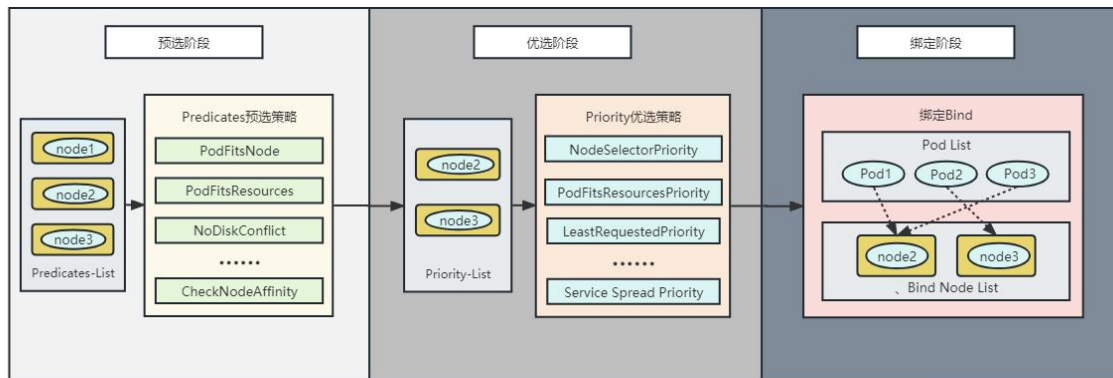 预选阶段
优选阶段
绑定阶段
Predicates预选策略
node1
node2
node3
Predicates-List
PodFitsNode
PodFitsResources
NoDiskConflict
······
CheckNodeAffinity
node2
node3
Priority-List
Priority优选策略
NodeSelectorPriority
PodFitsResourcesPriority
LeastRequestedPriority
······
Service Spread Priority
绑定Bind
Pod List
Pod1
Pod2
Pod3
node2
node3
、Bind Node List